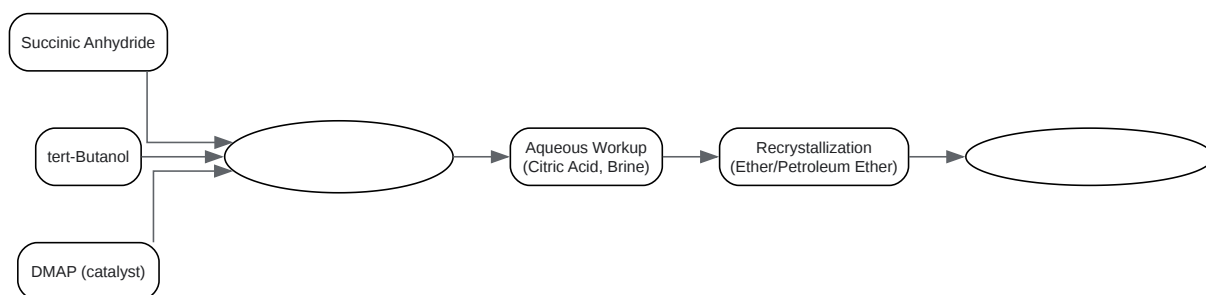 Succinic Anhydride
tert-Butanol
DMAP (catalyst)
Aqueous Workup
(Citric Acid, Brine)
Recrystallization
(Ether/Petroleum Ether)